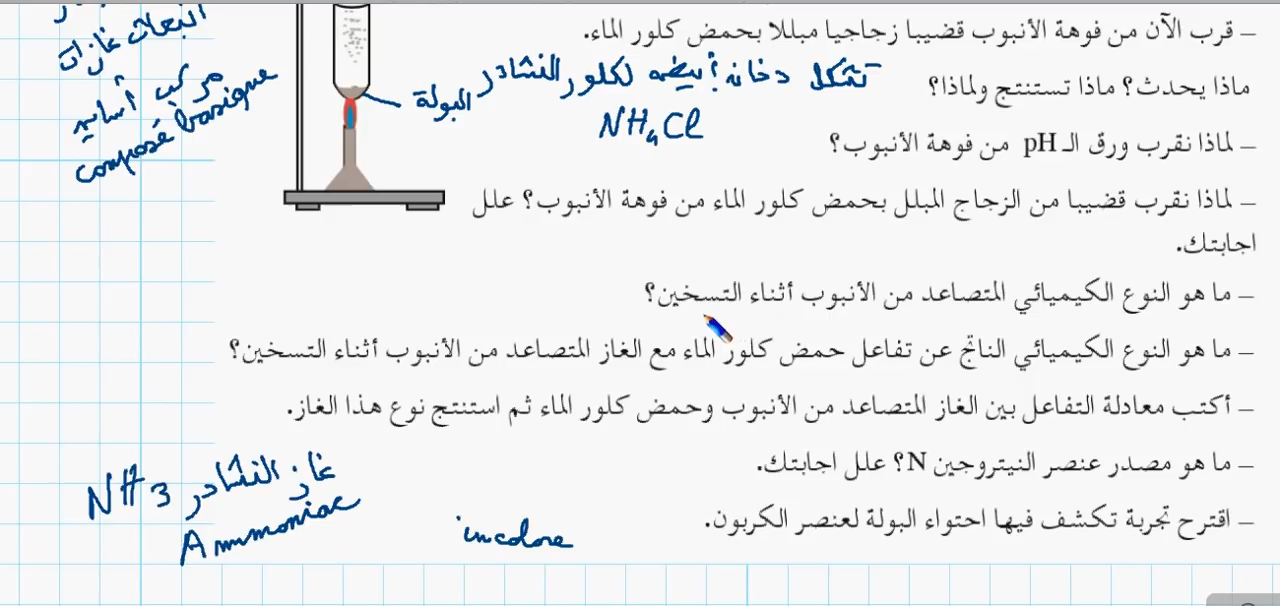 – قرب الآن من فوهة الأنبوب قضيبا زجاجيا مبللا بحمض كلور الماء.
ماذا يحدث؟ ماذا تستنتج ولماذا؟
تشكل دخان أبيض لكلور النشادر
NH4Cl
البولة
– لماذا نقرب ورق الـ pH من فوهة الأنبوب؟
– لماذا نقرب قضيبا من الزجاج المبلل بحمض كلور الماء من فوهة الأنبوب؟ علل
اجابتك.
– ما هو النوع الكيميائي المتصاعد من الأنبوب أثناء التسخين؟
– ما هو النوع الكيميائي الناتج عن تفاعل حمض كلور الماء مع الغاز المتصاعد من الأنبوب أثناء التسخين؟
– أكتب معادلة التفاعل بين الغاز المتصاعد من الأنبوب وحمض كلور الماء ثم استنتج نوع هذا الغاز.
– ما هو مصدر عنصر النيتروجين N؟ علل اجابتك.
– اقترح تجربة تكشف فيها احتواء البولة لعنصر الكربون.
انبعاث غاز
مركب أساسي
composé basique
غاز النشادر NH3
Ammoniac
incolore